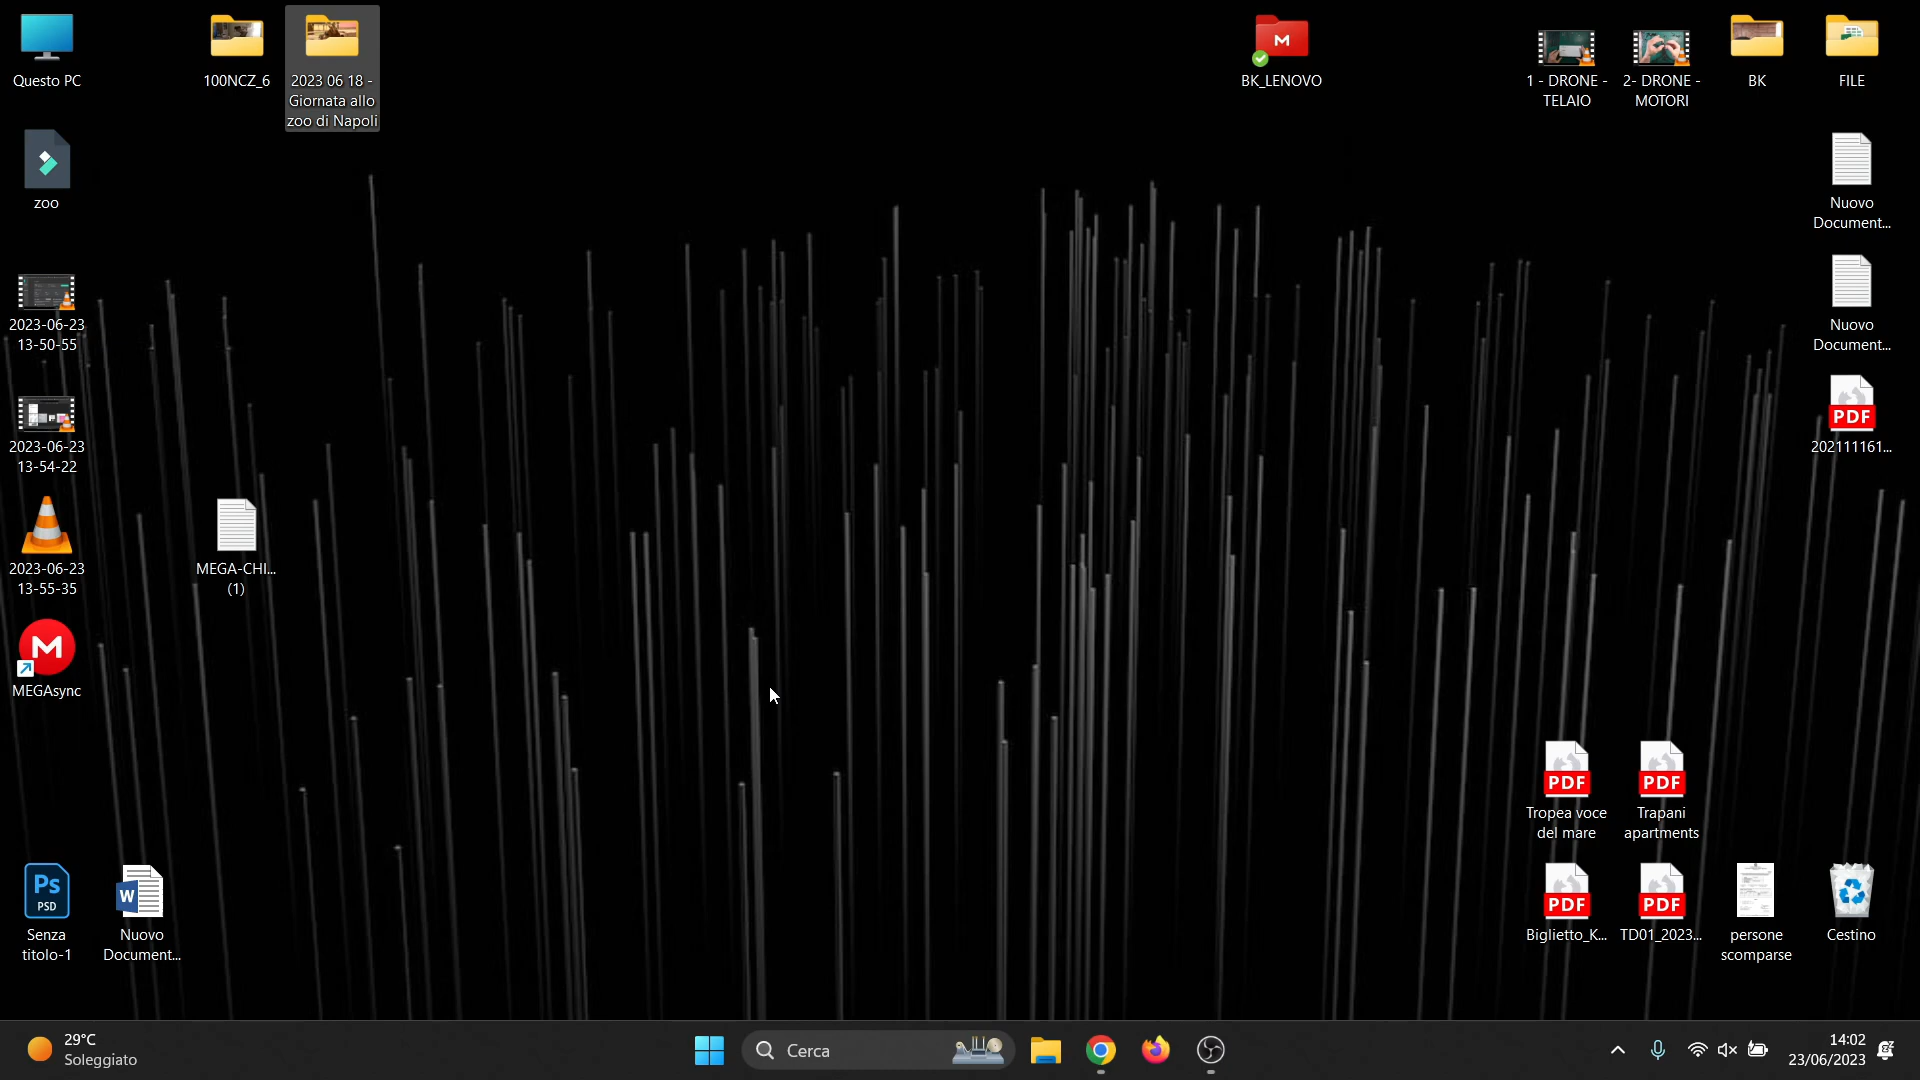 Questo PC
100NCZ_6
2023 06 18 -
Giornata allo
zoo di Napoli
M
BK_LENOVO
1 - DRONE -
TELAIO
2- DRONE -
MOTORI
BK
FILE
zoo
Nuovo
Document...
2023-06-23
13-50-55
Nuovo
Document...
2023-06-23
13-54-22
PDF
202111161...
2023-06-23
13-55-35
MEGA-CHI...
(1)
M
MEGAsync
PDF
Tropea voce
del mare
PDF
Trapani
apartments
Ps
PSD
Senza
titolo-1
W
Nuovo
Document...
PDF
Biglietto_K...
PDF
TD01_2023...
persone
scomparse
Cestino
29°C
Soleggiato
Cerca
14:02
23/06/2023